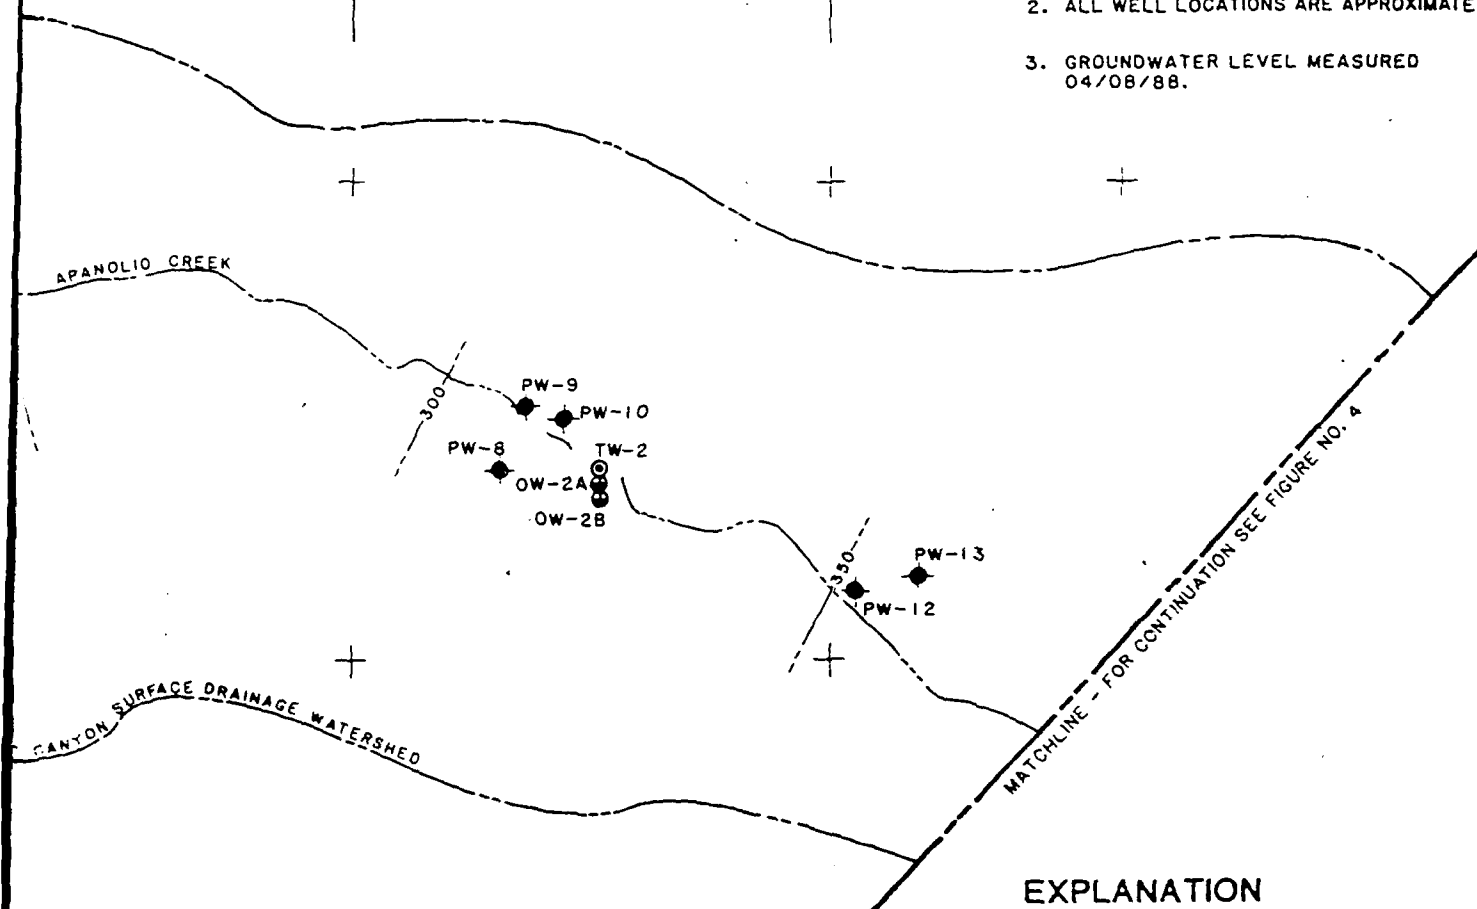 2. ALL WELL LOCATIONS ARE APPROXIMATE
3. GROUNDWATER LEVEL MEASURED
04/08/88.
APANOLIO CREEK
300
PW-9
PW-10
PW-8
TW-2
OW-2A
OW-2B
350
PW-13
PW-12
MATCHLINE - FOR CONTINUATION SEE FIGURE NO. 4
CANYON SURFACE DRAINAGE WATERSHED
EXPLANATION